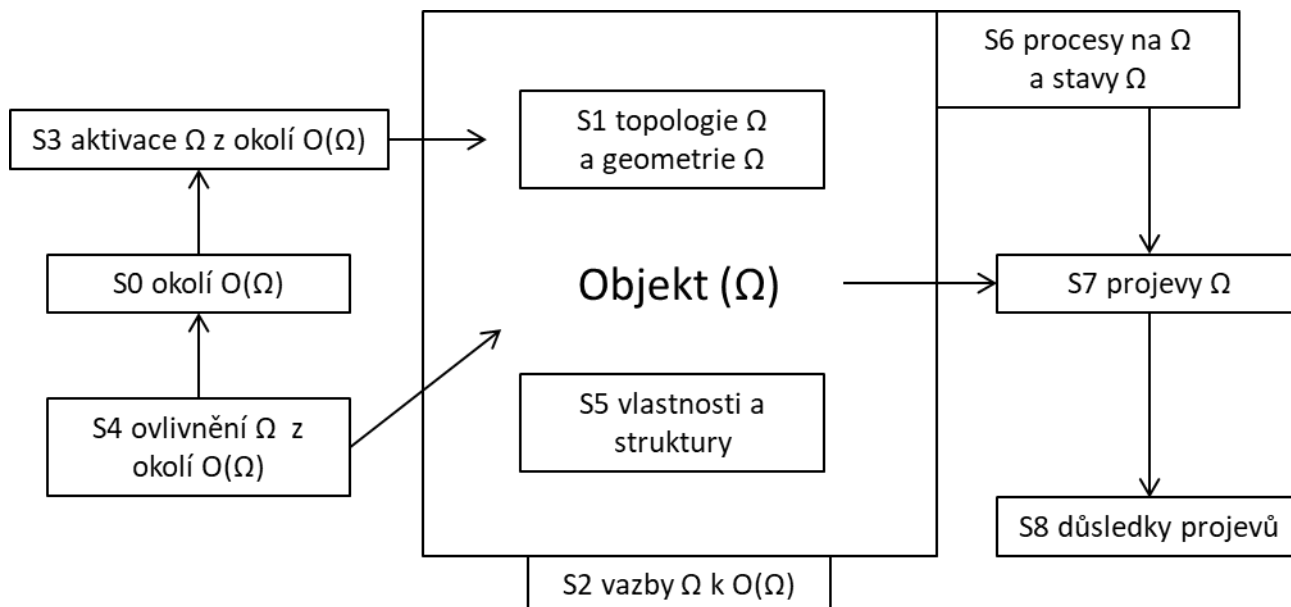 S6 procesy na Ω
a stavy Ω
S3 aktivace Ω z okolí O(Ω)
S1 topologie Ω
a geometrie Ω
S0 okolí O(Ω)
Objekt (Ω)
S7 projevy Ω
S4 ovlivnění Ω z
okolí O(Ω)
S5 vlastnosti a
struktury
S8 důsledky projevů
S2 vazby Ω k O(Ω)